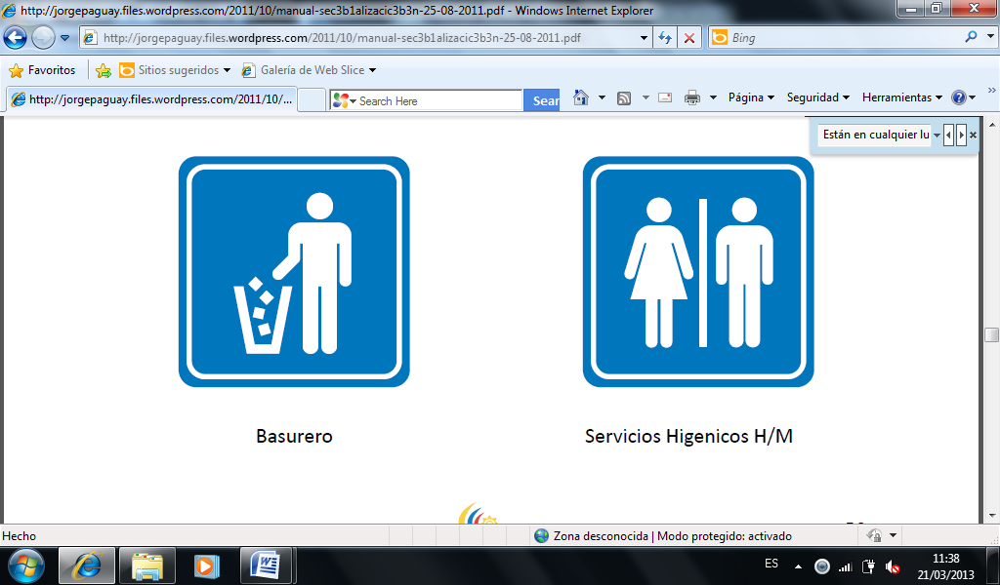 http://jorgepaguay.files.wordpress.com/2011/10/manual-sec3b1alizacic3b3n-25-08-2011.pdf - Windows Internet Explorer
http://jorgepaguay.files.wordpress.com/2011/10/manual-sec3b1alizacic3b3n-25-08-2011.pdf
Bing
Favoritos Sitios sugeridos Galería de Web Slice
http://jorgepaguay.files.wordpress.com/2011/10/... Search Here Sear Página Seguridad Herramientas
Están en cualquier lu
Basurero Servicios Higenicos H/M
Hecho Zona desconocida | Modo protegido: activado
ES 11:38
21/03/2013